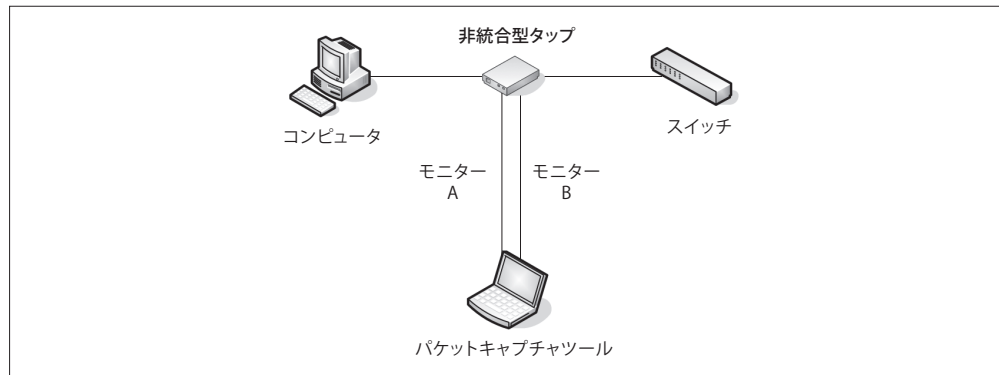 非統合型タップ
コンピュータ
スイッチ
モニター
A
モニター
B
パケットキャプチャツール